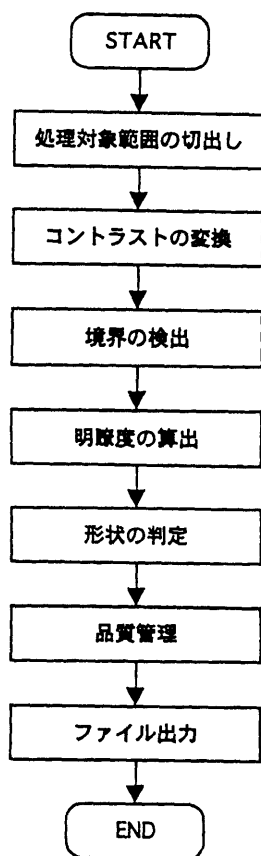 START
処理対象範囲の切出し
コントラストの変換
境界の検出
明瞭度の算出
形状の判定
品質管理
ファイル出力
END